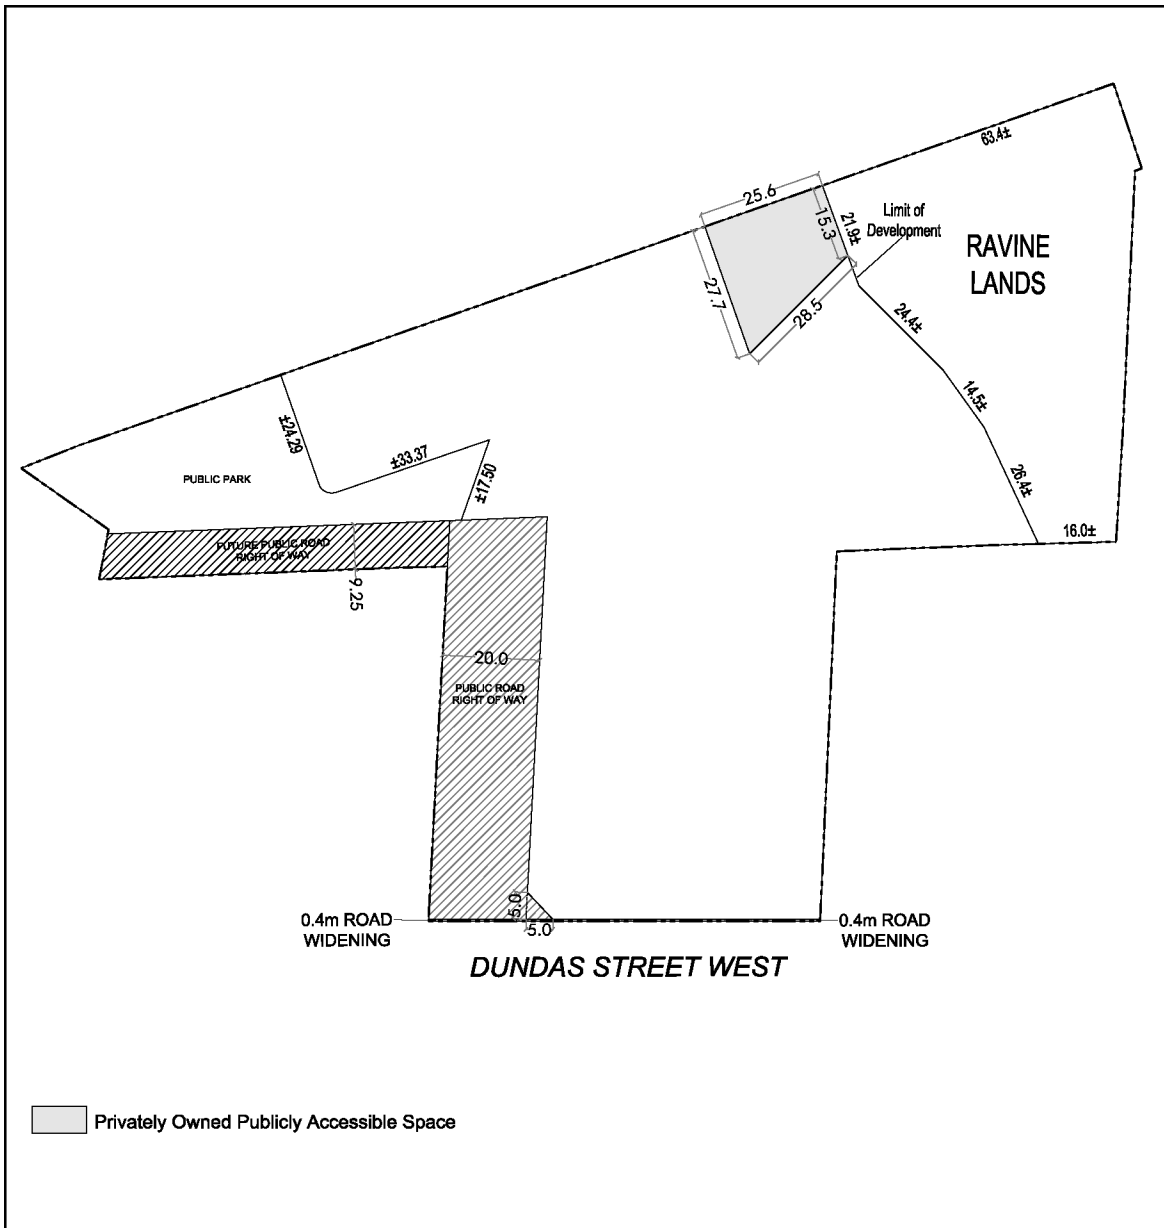 63.4±
25.6
15.3
21.9±
Limit of
Development
RAVINE
LANDS
27.7
28.5
24.4±
14.5±
26.4±
16.0±
±24.29
±33.37
±17.50
PUBLIC PARK
FUTURE PUBLIC ROAD
RIGHT OF WAY
9.25
20.0
PUBLIC ROAD
RIGHT OF WAY
5.0
5.0
0.4m ROAD
WIDENING
0.4m ROAD
WIDENING
DUNDAS STREET WEST
Privately Owned Publicly Accessible Space